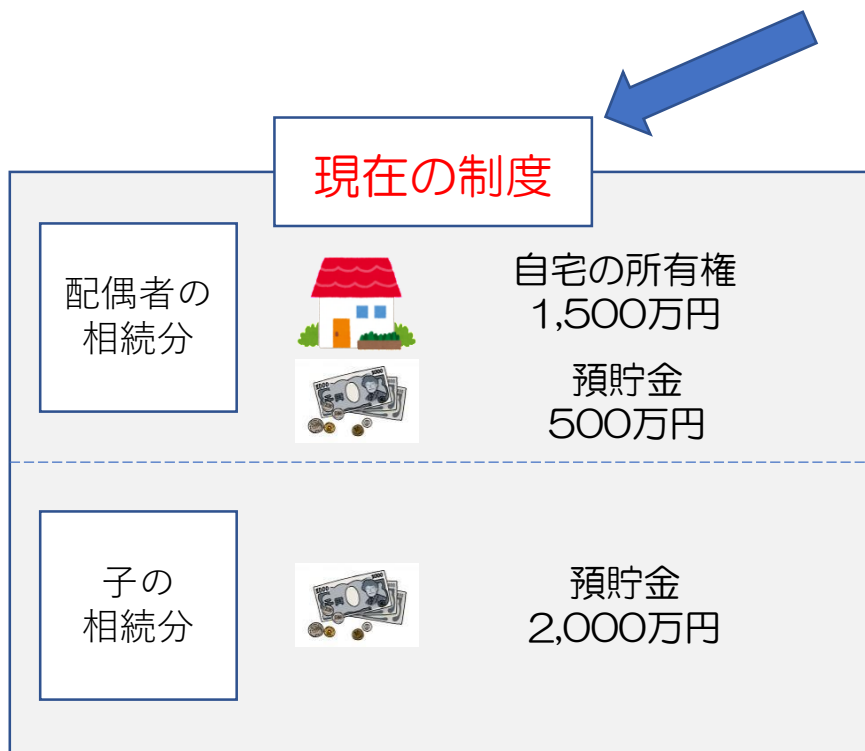 現在の制度
配偶者の
相続分
自宅の所有権
1,500万円
預貯金
500万円
子の
相続分
預貯金
2,000万円